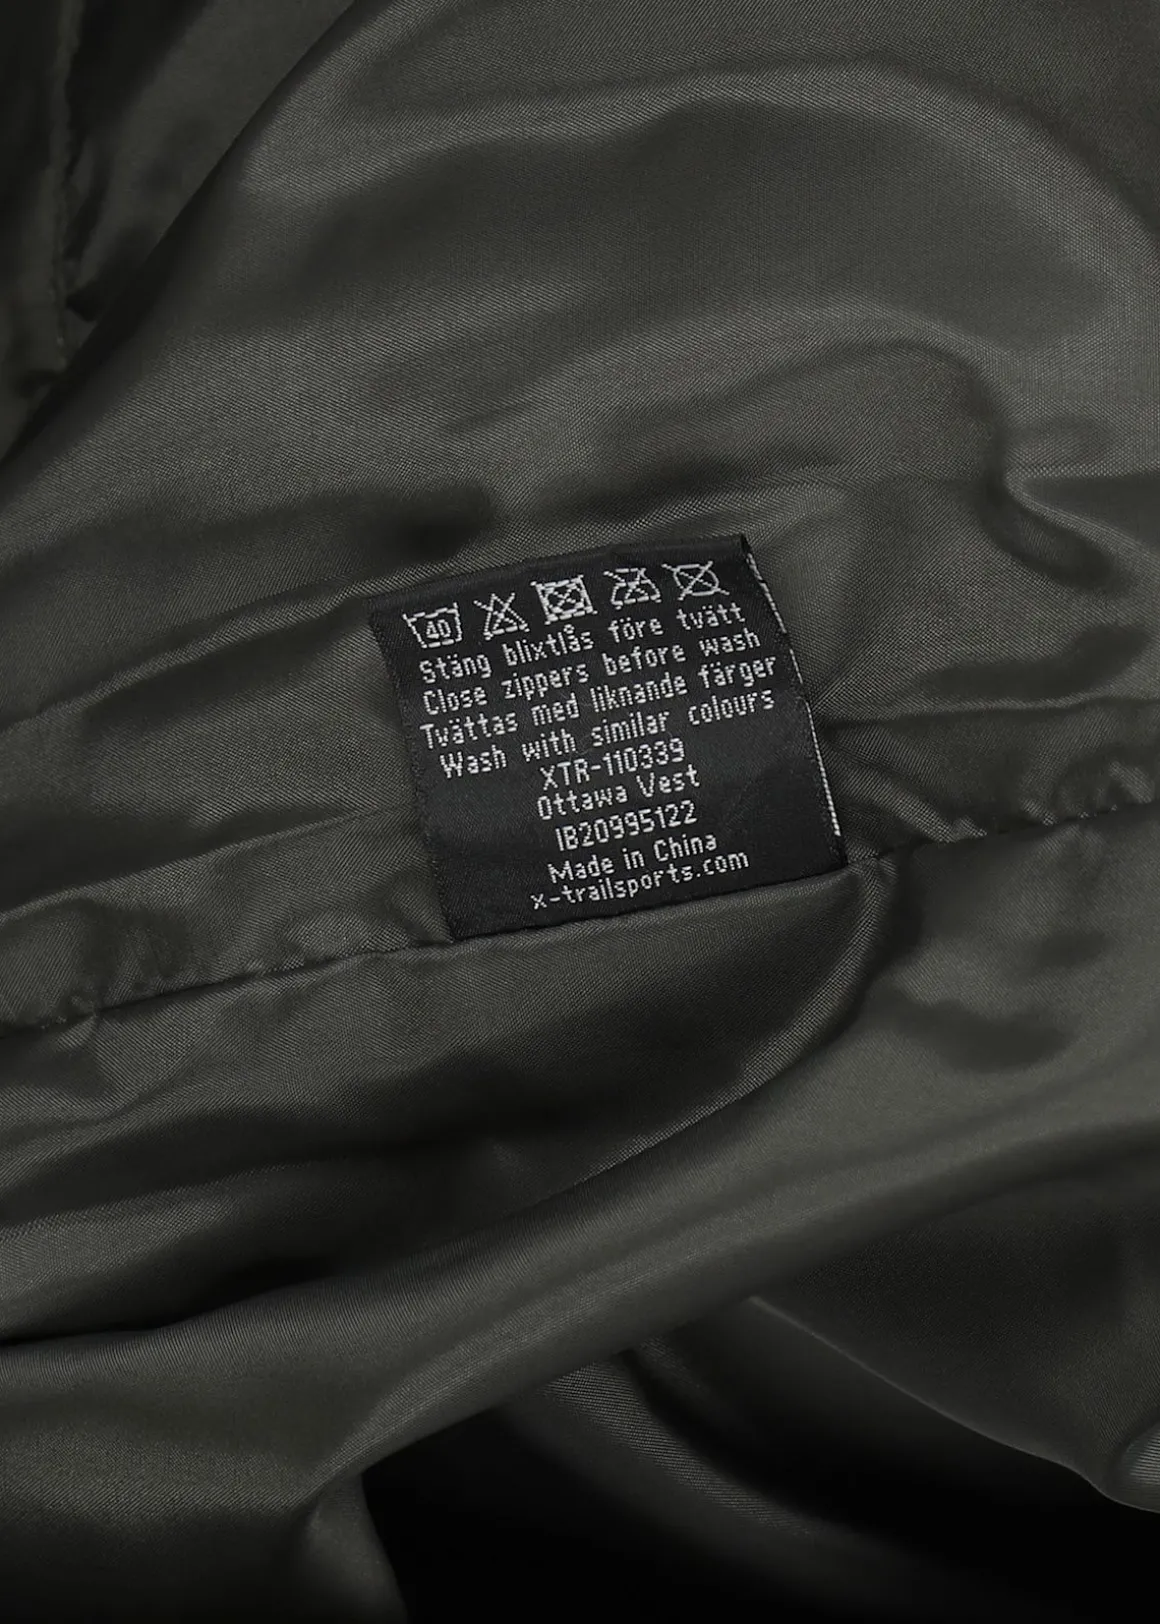 40
Stäng blixtlås före tvätt
Close zippers before wash
Tvättas med liknande färger
Wash with similar colours
XTR-110339
Ottawa Vest
IB20995122
Made in China
x-trailsports.com